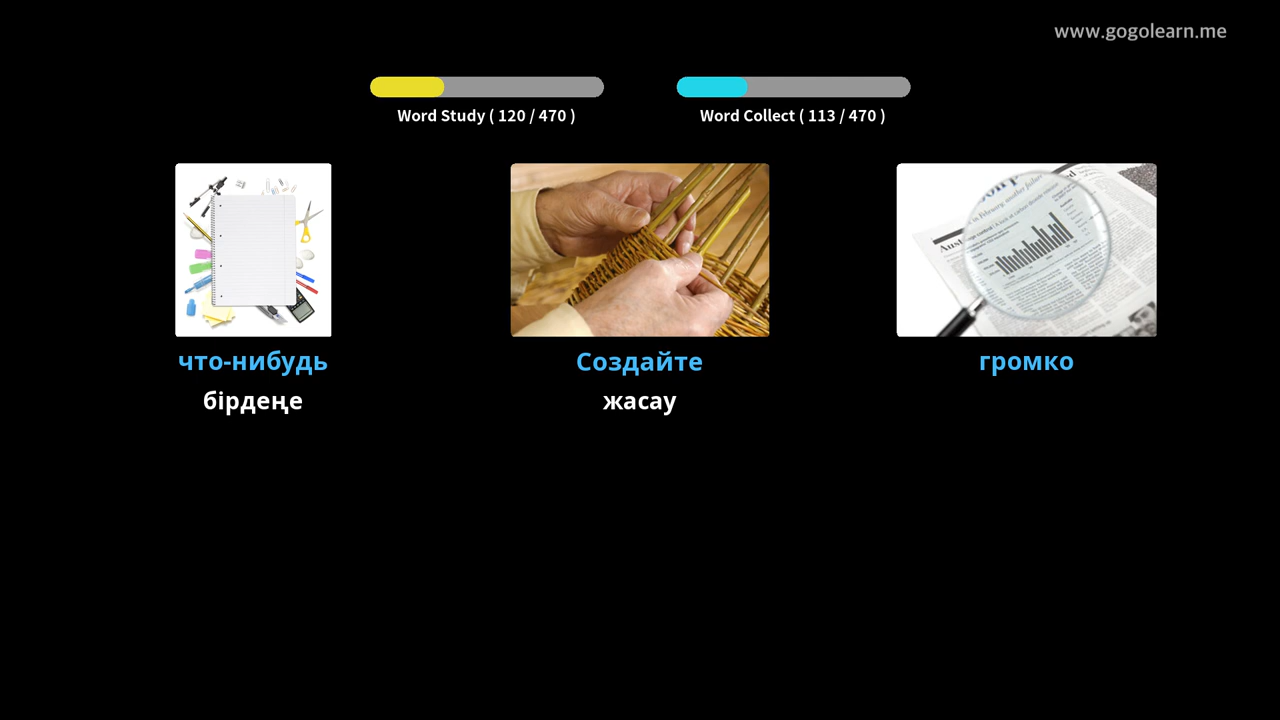 www.gogolearn.me
Word Study ( 120 / 470 )
Word Collect ( 113 / 470 )
что-нибудь
Создайте
громко
бірдеңе
жасау